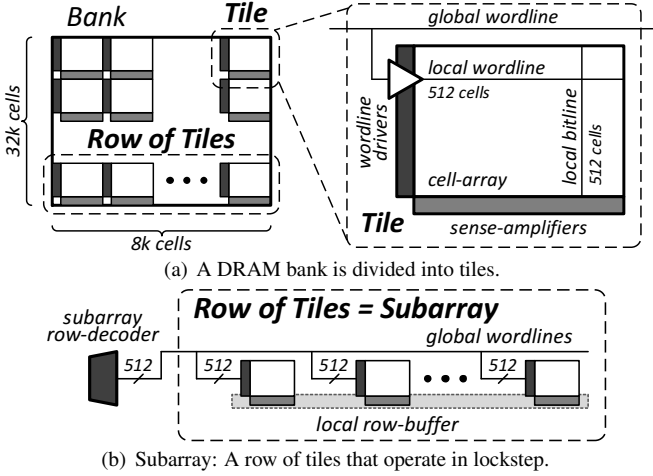 Bank
Tile
32k cells
Row of Tiles
8k cells
global wordline
local wordline
512 cells
wordline
drivers
local bitline
512 cells
cell-array
Tile
sense-amplifiers
(a) A DRAM bank is divided into tiles.
subarray
row-decoder
Row of Tiles = Subarray
global wordlines
512
512
512
512
local row-buffer
(b) Subarray: A row of tiles that operate in lockstep.